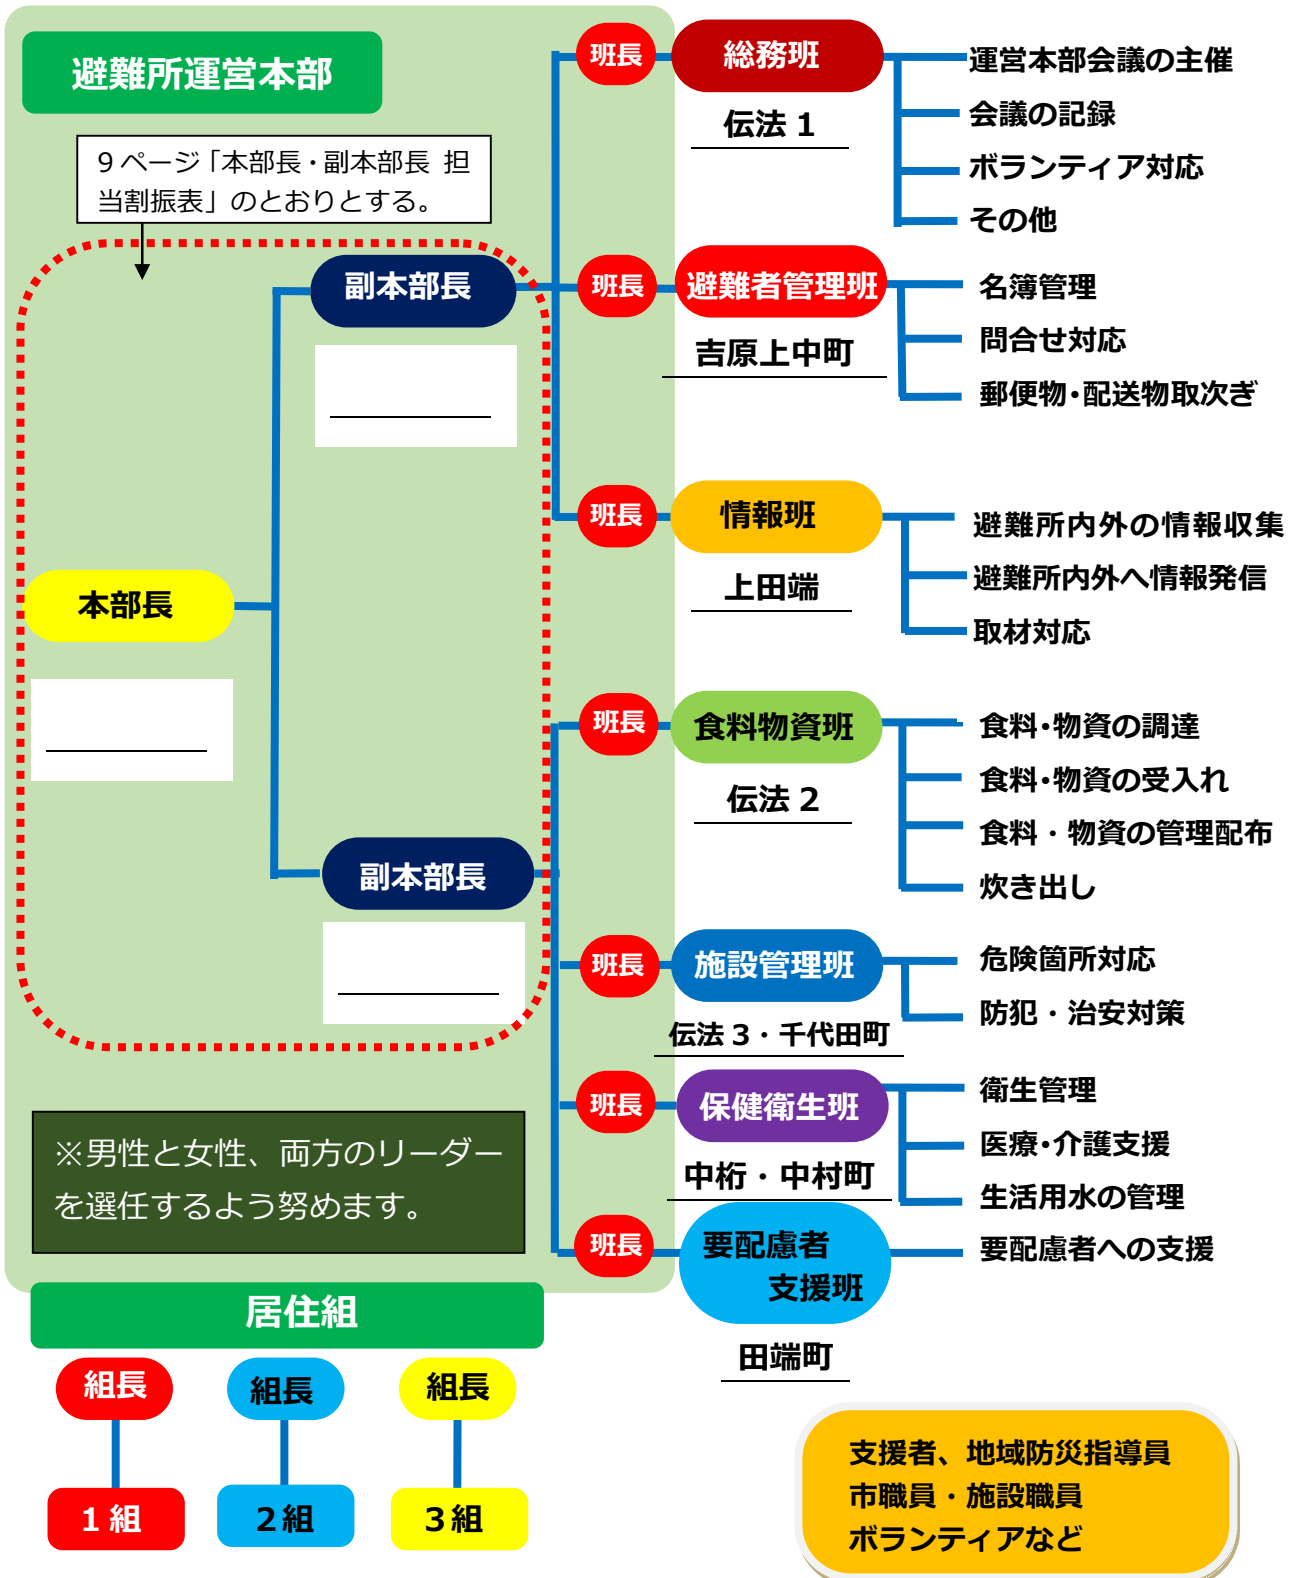 避難所運営本部
9ページ「本部長・副本部長 担
当割振表」のとおりとする。
本部長
副本部長
副本部長
班長
総務班
伝法1
運営本部会議の主催
会議の記録
ボランティア対応
その他
班長
避難者管理班
吉原上中町
名簿管理
問合せ対応
郵便物・配送物取次ぎ
班長
情報班
上田端
避難所内外の情報収集
避難所内外へ情報発信
取材対応
班長
食料物資班
伝法2
食料・物資の調達
食料・物資の受入れ
食料・物資の管理配布
炊き出し
班長
施設管理班
伝法3・千代田町
危険箇所対応
防犯・治安対策
班長
保健衛生班
中桁・中村町
衛生管理
医療・介護支援
生活用水の管理
班長
要配慮者
支援班
田端町
要配慮者への支援
※男性と女性、両方のリーダー
を選任するよう努めます。
居住組
組長
組長
組長
1組
2組
3組
支援者、地域防災指導員
市職員・施設職員
ボランティアなど